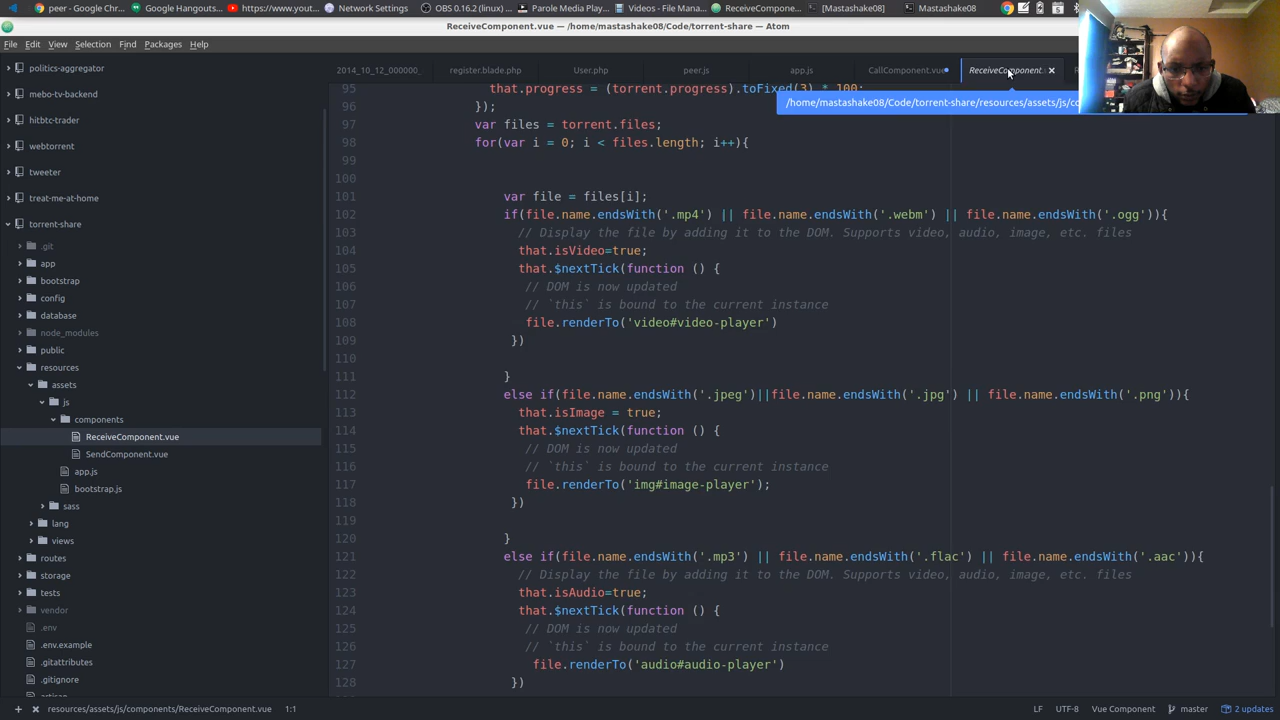 peer - Google Chr...
Google Hangouts...
https://www.yout...
Network Settings
OBS 0.16.2 (linux) ...
Parole Media Play...
Videos - File Man...
ReceiveCompone...
[Mastashake08]
Mastashake08
ReceiveComponent.vue — /home/mastashake08/Code/torrent-share — Atom
File Edit View Selection Find Packages Help
politics-aggregator
mebo-tv-backend
hitbtc-trader
webtorrent
tweeter
treat-me-at-home
torrent-share
.git
app
bootstrap
config
database
node_modules
public
resources
assets
js
components
ReceiveComponent.vue
SendComponent.vue
app.js
bootstrap.js
sass
lang
views
routes
storage
tests
vendor
.env
.env.example
.gitattributes
.gitignore
2014_10_12_000000_
register.blade.php
User.php
peer.js
app.js
CallComponent.vue
ReceiveComponent.
/home/mastashake08/Code/torrent-share/resources/assets/js/co
95 that.progress = (torrent.progress).toFixed(3) * 100;
96 });
97 var files = torrent.files;
98 for(var i = 0; i < files.length; i++){
99
100
101 var file = files[i];
102 if(file.name.endsWith('.mp4') || file.name.endsWith('.webm') || file.name.endsWith('.ogg')){
103 // Display the file by adding it to the DOM. Supports video, audio, image, etc. files
104 that.isVideo=true;
105 that.$nextTick(function () {
106 // DOM is now updated
107 // `this` is bound to the current instance
108 file.renderTo('video#video-player')
109 })
110
111 }
112 else if(file.name.endsWith('.jpeg')||file.name.endsWith('.jpg') || file.name.endsWith('.png')){
113 that.isImage = true;
114 that.$nextTick(function () {
115 // DOM is now updated
116 // `this` is bound to the current instance
117 file.renderTo('img#image-player');
118 })
119
120 }
121 else if(file.name.endsWith('.mp3') || file.name.endsWith('.flac') || file.name.endsWith('.aac')){
122 // Display the file by adding it to the DOM. Supports video, audio, image, etc. files
123 that.isAudio=true;
124 that.$nextTick(function () {
125 // DOM is now updated
126 // `this` is bound to the current instance
127 file.renderTo('audio#audio-player')
128 })
resources/assets/js/components/ReceiveComponent.vue 1:1
LF UTF-8 Vue Component master 2 updates